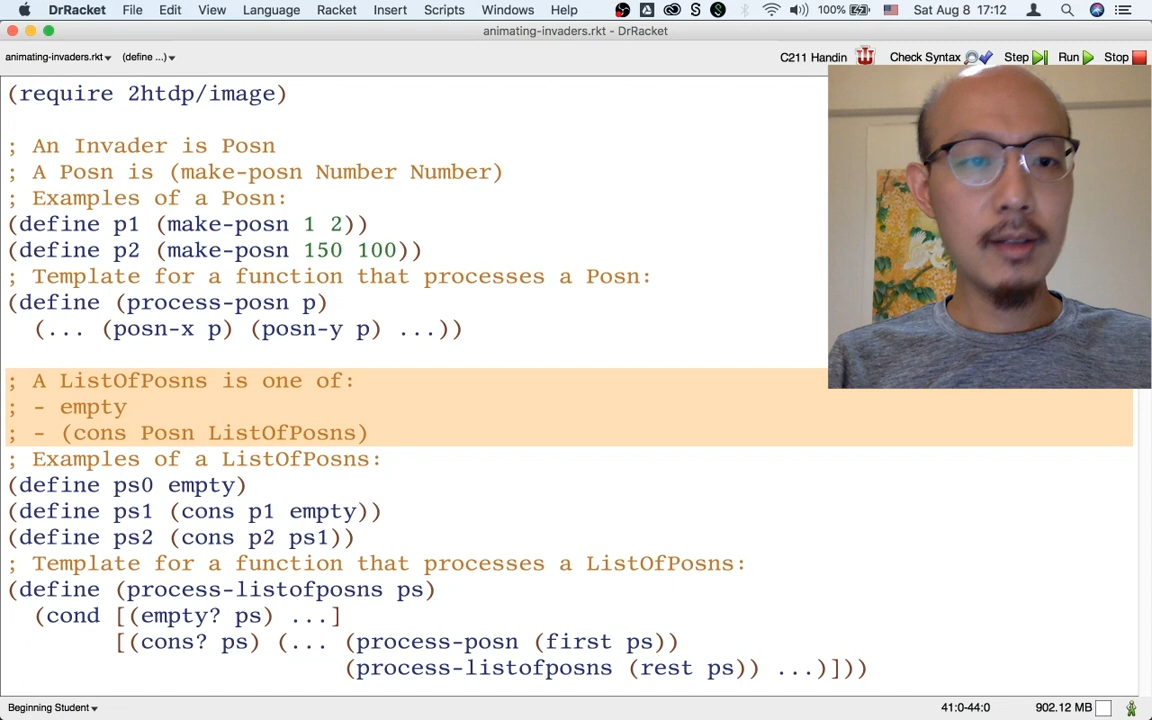 DrRacket File Edit View Language Racket Insert Scripts Windows Help 100% Sat Aug 8 17:12
animating-invaders.rkt - DrRacket
animating-invaders.rkt (define ...) C211 Handin Check Syntax Step Run Stop
(require 2htdp/image)
; An Invader is Posn
; A Posn is (make-posn Number Number)
; Examples of a Posn:
(define p1 (make-posn 1 2))
(define p2 (make-posn 150 100))
; Template for a function that processes a Posn:
(define (process-posn p)
(... (posn-x p) (posn-y p) ...))
; A ListOfPosns is one of:
; - empty
; - (cons Posn ListOfPosns)
; Examples of a ListOfPosns:
(define ps0 empty)
(define ps1 (cons p1 empty))
(define ps2 (cons p2 ps1))
; Template for a function that processes a ListOfPosns:
(define (process-listofposns ps)
(cond [(empty? ps) ...]
[(cons? ps) (... (process-posn (first ps))
(process-listofposns (rest ps)) ...)]))
Beginning Student 41:0-44:0 902.12 MB